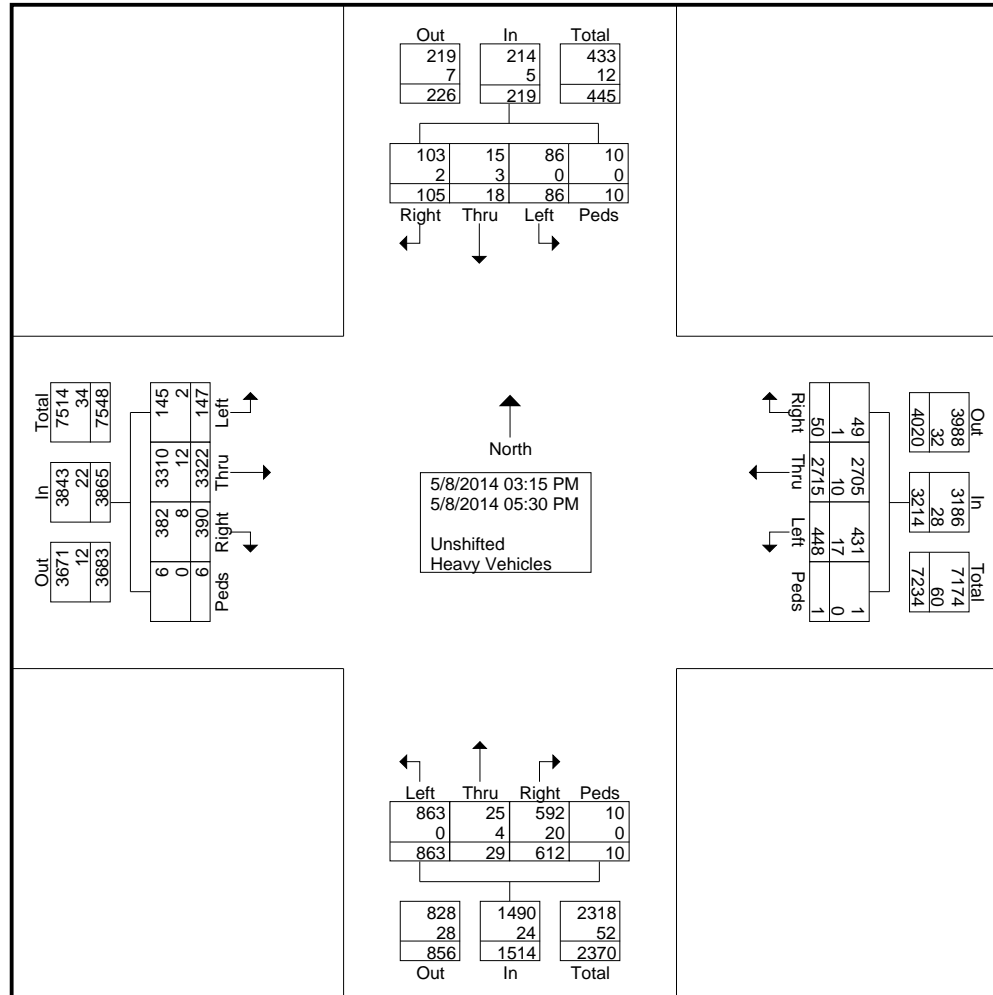 Out In Total
219 214 433
7 5 12
226 219 445
103 15 86 10
2 3 0 0
105 18 86 10
Right Thru Left Peds
Total
7514
34
7548
In
3843
22
3865
Out
3671
12
3683
145 2 147 Left
3310 12 3322 Thru
382 8 390 Right
6 0 6 Peds
North
5/8/2014 03:15 PM
5/8/2014 05:30 PM
Unshifted
Heavy Vehicles
Right 50 1 49
Thru 2715 10 2705
Left 448 17 431
Peds 1 0 1
Out
3988
32
4020
In
3186
28
3214
Total
7174
60
7234
Left Thru Right Peds
863 25 592 10
0 4 20 0
863 29 612 10
828 1490 2318
28 24 52
856 1514 2370
Out In Total